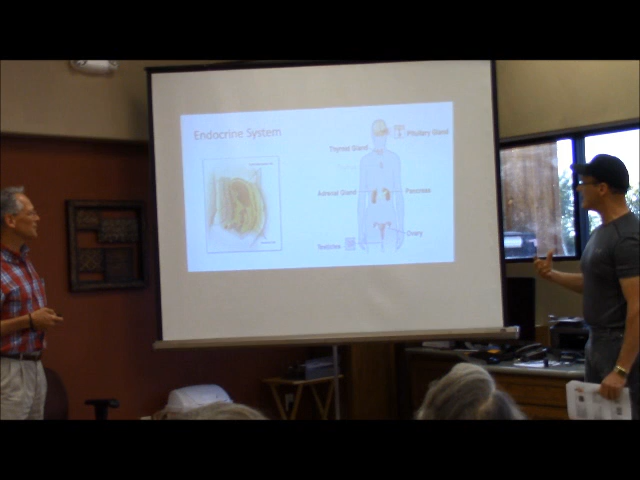 Endocrine System
Pituitary Gland
Thyroid Gland
Adrenal Gland
Pancreas
Ovary
Testicles